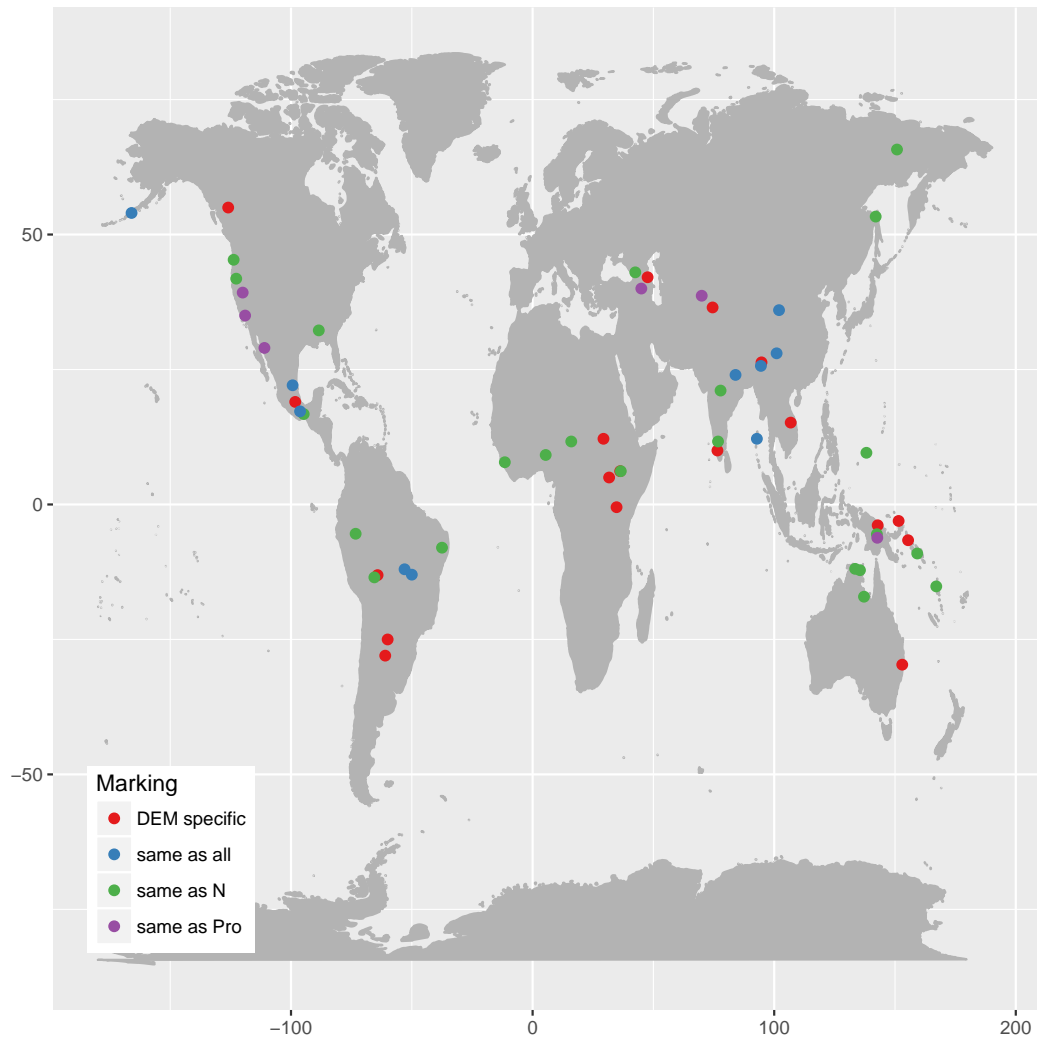 50
0
−50
Marking
DEM specific
same as all
same as N
same as Pro
−100
0
100
200